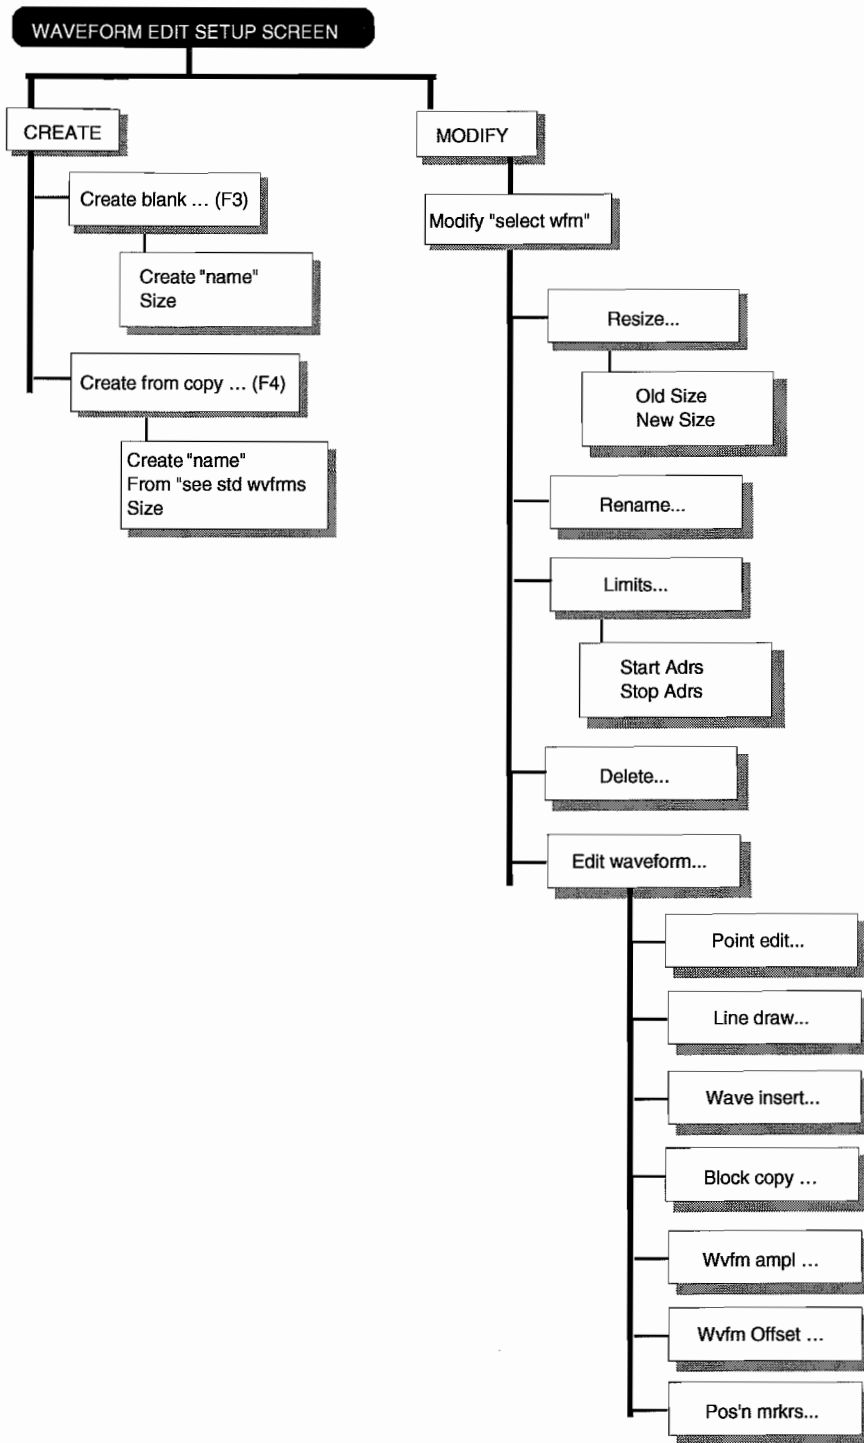 WAVEFORM EDIT SETUP SCREEN
CREATE
Create blank ... (F3)
Create "name"
Size
Create from copy ... (F4)
Create "name"
From "see std wvfrms
Size
MODIFY
Modify "select wfm"
Resize...
Old Size
New Size
Rename...
Limits...
Start Adrs
Stop Adrs
Delete...
Edit waveform...
Point edit...
Line draw...
Wave insert...
Block copy ...
Wvfm ampl ...
Wvfm Offset ...
Pos'n mrkrs...